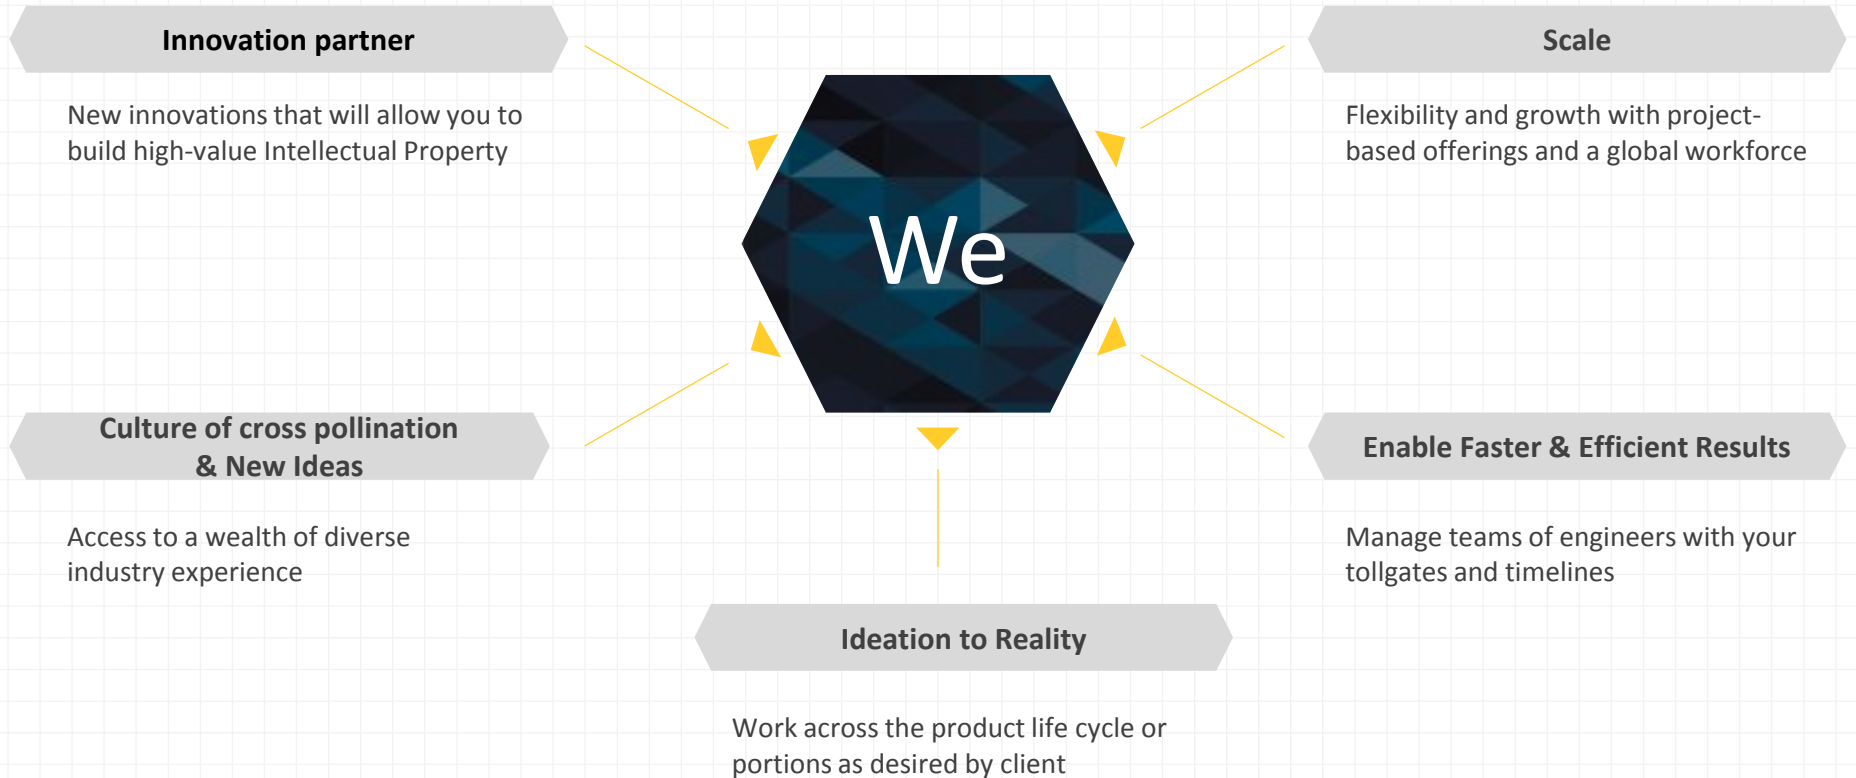 Innovation partner
New innovations that will allow you to
build high-value Intellectual Property
Scale
Flexibility and growth with project-
based offerings and a global workforce
We
Culture of cross pollination
& New Ideas
Access to a wealth of diverse
industry experience
Enable Faster & Efficient Results
Manage teams of engineers with your
tollgates and timelines
Ideation to Reality
Work across the product life cycle or
portions as desired by client